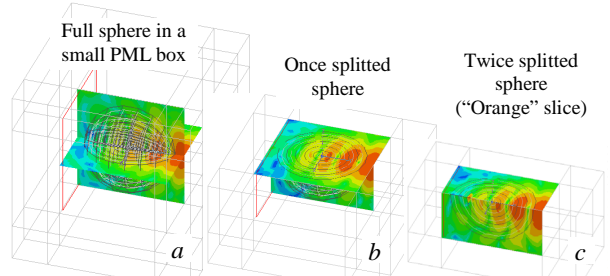 Full sphere in a
small PML box
Once splitted
sphere
Twice splitted
sphere
(“Orange” slice)
a
b
c